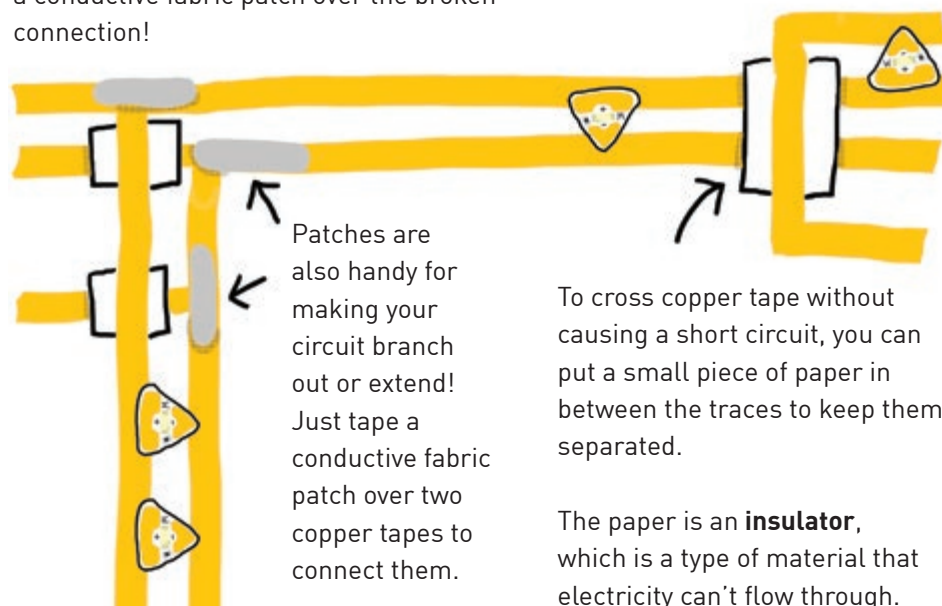 a conductive fabric patch over the broken
connection!
Patches are
also handy for
making your
circuit branch
out or extend!
Just tape a
conductive fabric
patch over two
copper tapes to
connect them.
To cross copper tape without
causing a short circuit, you can
put a small piece of paper in
between the traces to keep them
separated.
The paper is an insulator,
which is a type of material that
electricity can't flow through.